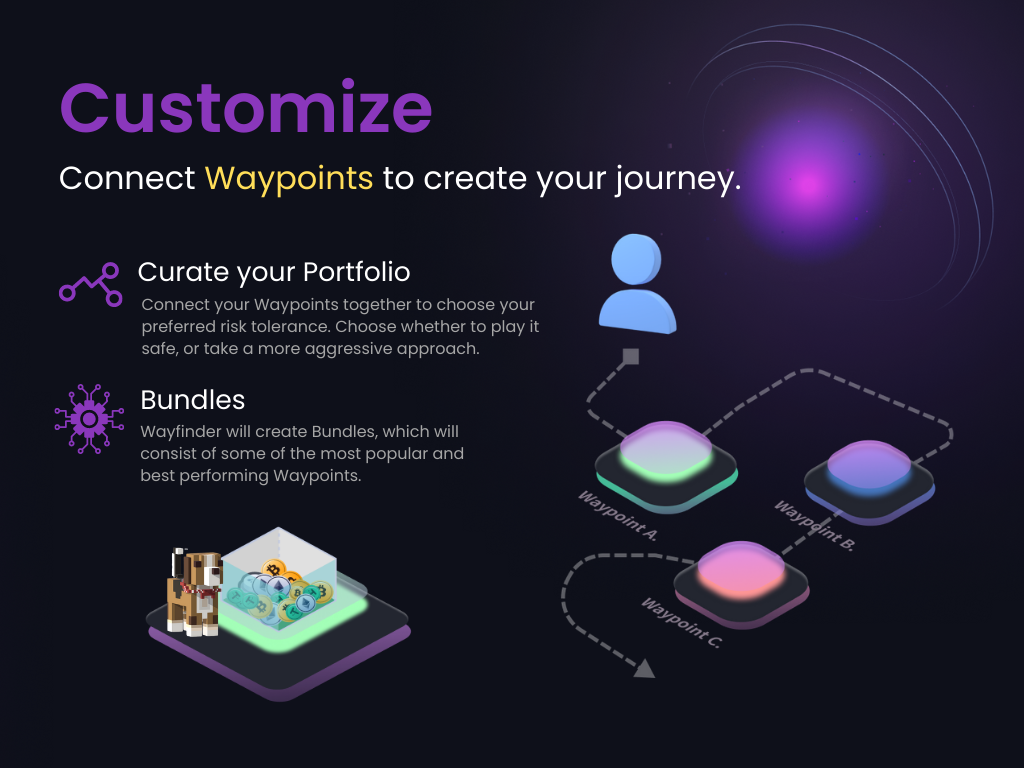 Customize
Connect Waypoints to create your journey.
Curate your Portfolio
Connect your Waypoints together to choose your
preferred risk tolerance. Choose whether to play it
safe, or take a more aggressive approach.
Bundles
Wayfinder will create Bundles, which will
consist of some of the most popular and
best performing Waypoints.
Waypoint A.
Waypoint B.
Waypoint C.